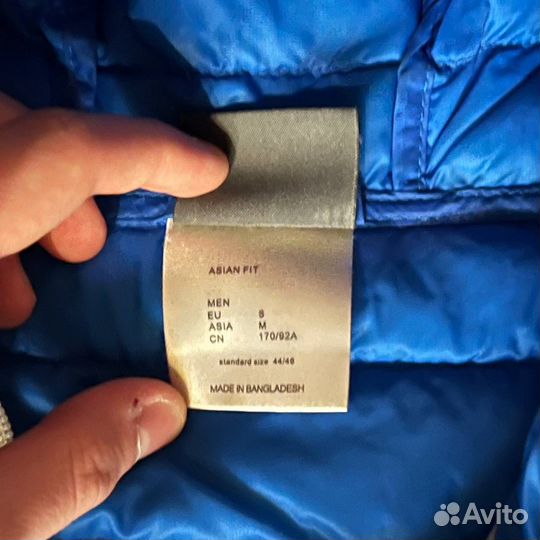 ASIAN FIT
MEN
EU S
ASIA M
CN 170/92A
standard size 44/46
MADE IN BANGLADESH
Avito